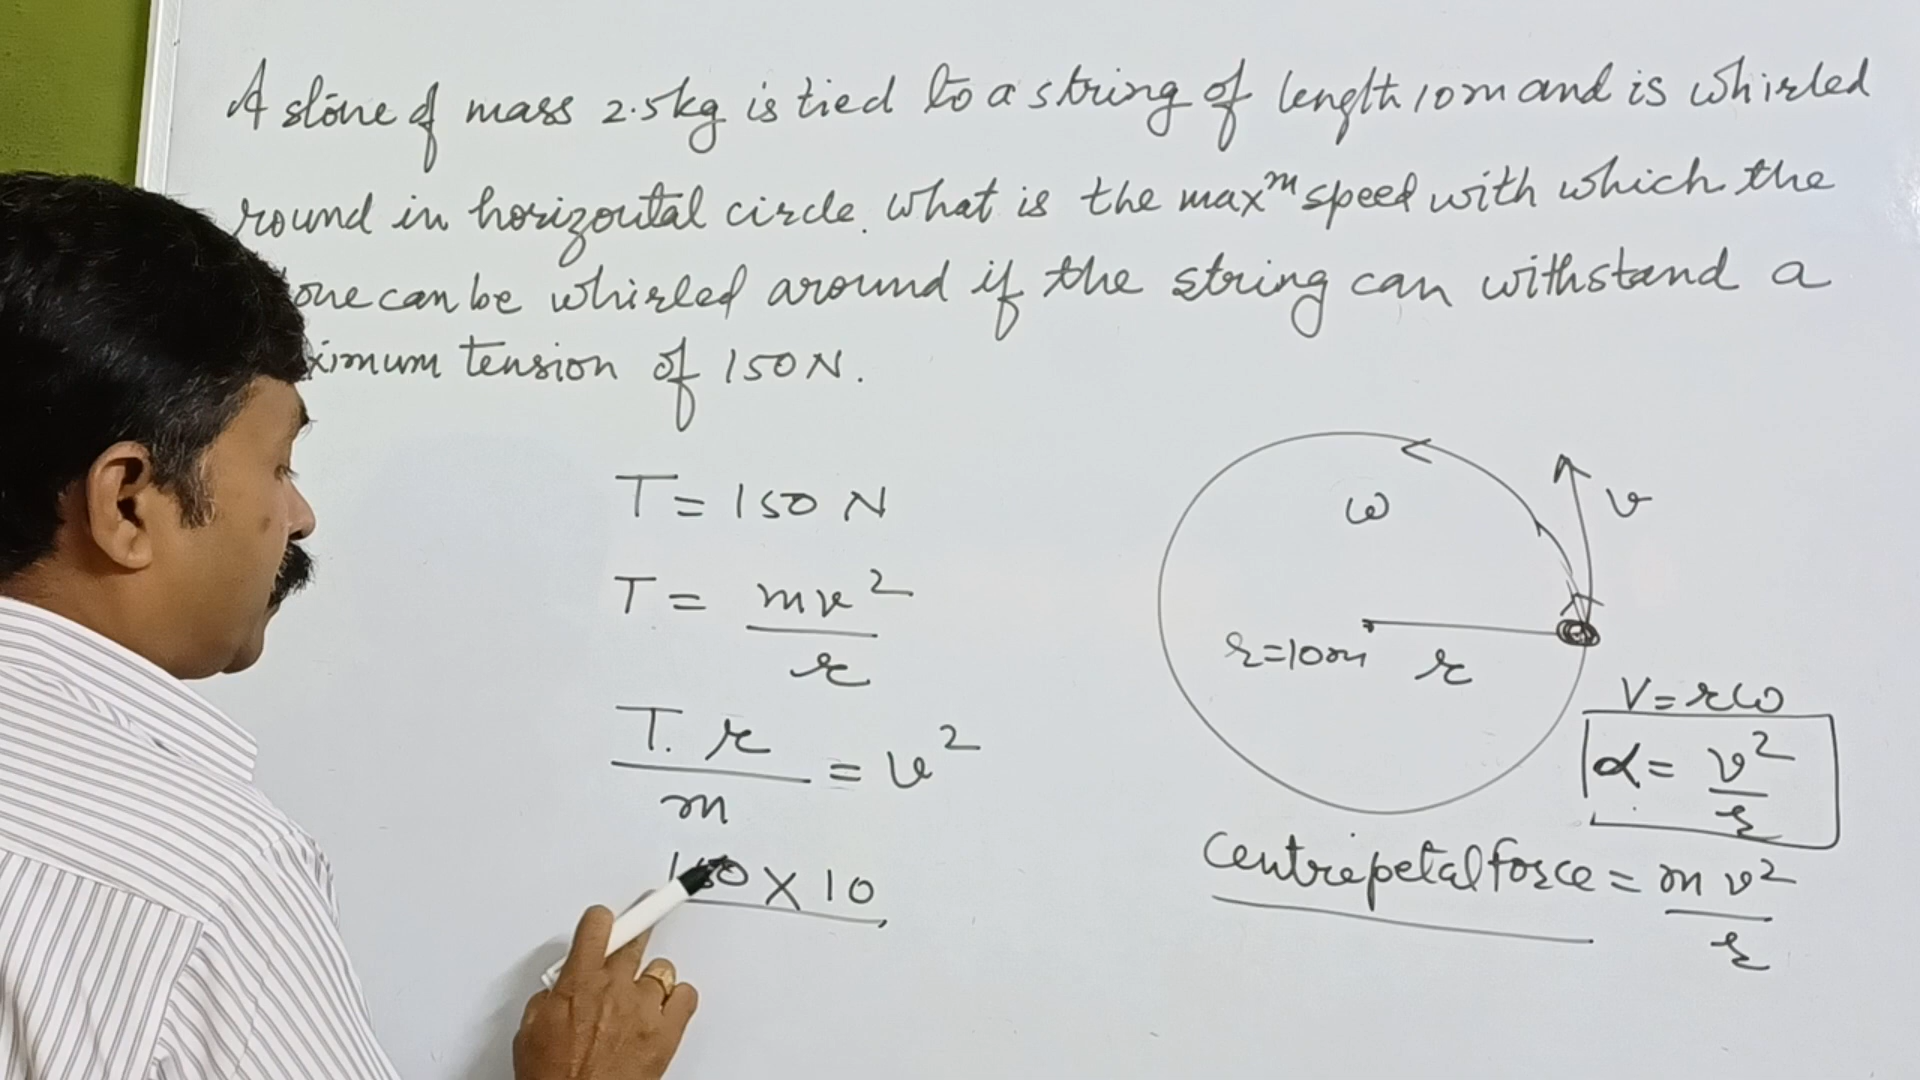 A stone of mass 2.5kg is tied to a string of length 10m and is whirled
round in horizontal circle. what is the maxᵐ speed with which the
one can be whirled around if the string can withstand a
ximum tension of 150N.
T = 150 N
T = mv²/r
T. r/m = v²
150 X 10
ω
v
r=10m
r
V = rω
α = v²/r
Centripetal force = mv²/r